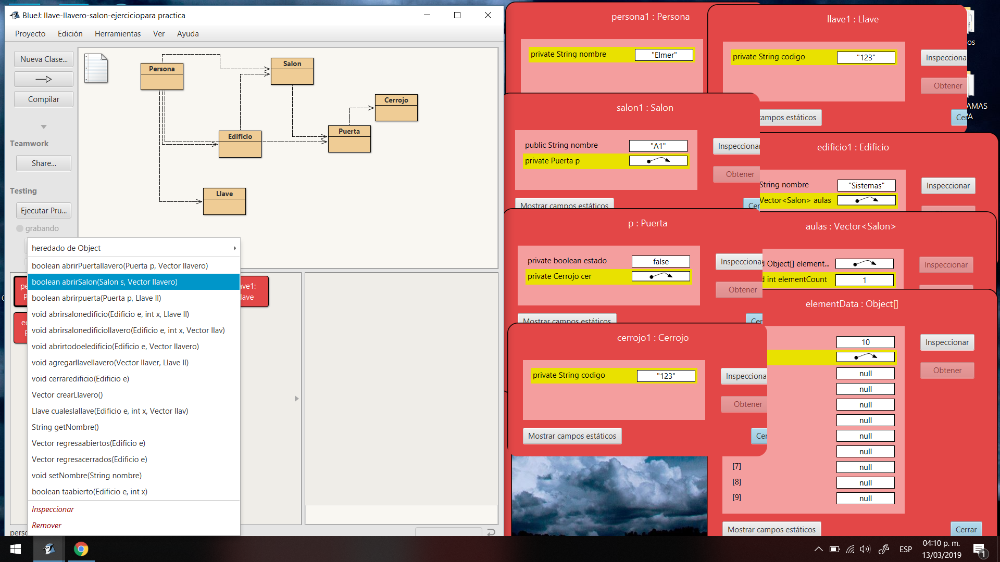 BlueJ: llave-llavero-salon-ejerciciopara practica
Proyecto Edición Herramientas Ver Ayuda
Nueva Clase...
Compilar
Teamwork
Share...
Testing
Ejecutar Pru...
grabando
Persona
Salon
Cerrojo
Edificio
Puerta
Llave
heredado de Object
boolean abrirPuertallavero(Puerta p, Vector llavero)
boolean abrirSalon(Salon s, Vector llavero)
boolean abrirpuerta(Puerta p, Llave ll)
void abrirsalonedificio(Edificio e, int x, Llave ll)
void abrirsalonedificiollavero(Edificio e, int x, Vector llav)
void abrirtodoeledificio(Edificio e, Vector llavero)
void agregarllavellavero(Vector llaver, Llave ll)
void cerraredificio(Edificio e)
Vector crearLlavero()
Llave cualeslallave(Edificio e, int x, Vector llav)
String getNombre()
Vector regresaabiertos(Edificio e)
Vector regresacerrados(Edificio e)
void setNombre(String nombre)
boolean taabierto(Edificio e, int x)
Inspeccionar
Remover
pe
P
ave1:
lave
ed
E
perso
persona1 : Persona
private String nombre "Elmer"
llave1 : Llave
private String codigo "123"
Inspecciona
Obtener
campos estáticos
Cer
os
AMAS
VA
salon1 : Salon
public String nombre "A1"
private Puerta p
Inspeccionar
Obtener
Mostrar campos estáticos
Cer
edificio1 : Edificio
String nombre "Sistemas"
Vector<Salon> aulas
Inspeccionar
p : Puerta
private boolean estado false
private Cerrojo cer
Inspecciona
Obtener
Mostrar campos estáticos
Cer
aulas : Vector<Salon>
d Object[] element...
d int elementCount 1
Inspeccionar
cerrojo1 : Cerrojo
private String codigo "123"
Inspecciona
Obtener
Mostrar campos estáticos
Cer
elementData : Object[]
10
Inspeccionar
Obtener
null
null
null
null
null
null
[7] null
[8] null
[9] null
Mostrar campos estáticos
Cerrar
ESP
04:10 p. m.
13/03/2019
1